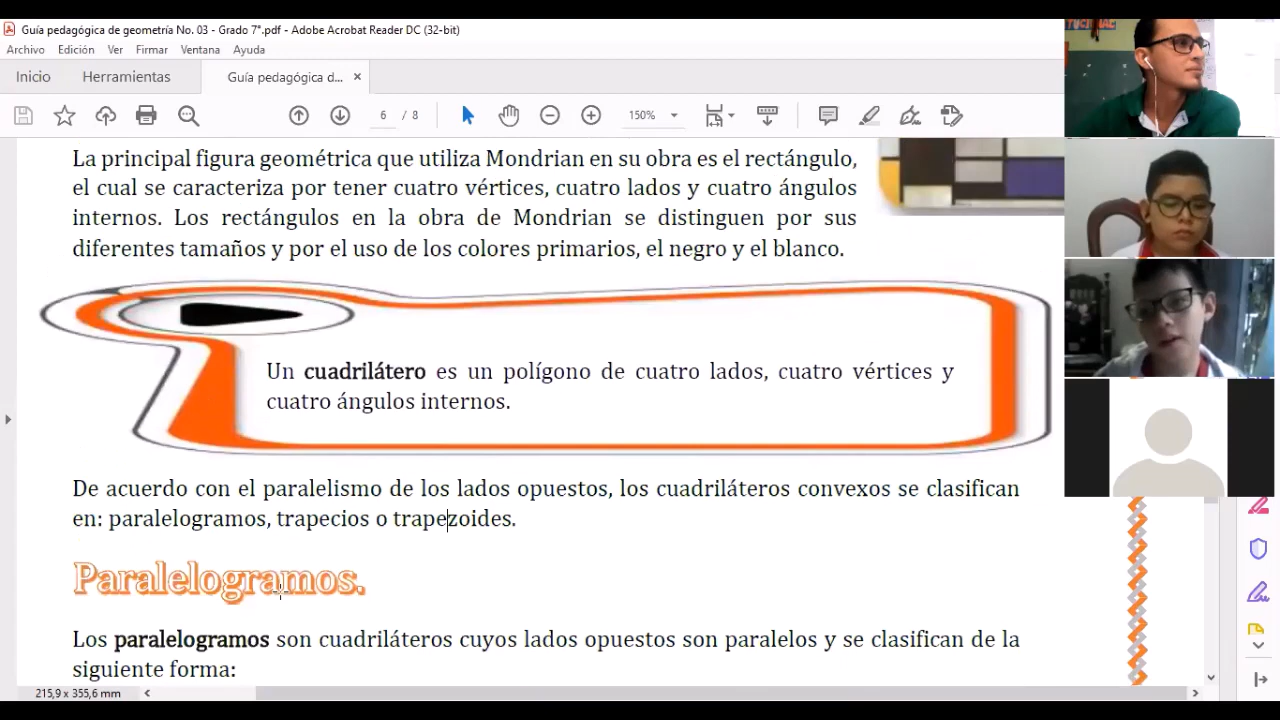 Guía pedagógica de geometría No. 03 - Grado 7°.pdf - Adobe Acrobat Reader DC (32-bit)
Archivo Edición Ver Firmar Ventana Ayuda
Inicio Herramientas Guía pedagógica d...
6 / 8 150%
La principal figura geométrica que utiliza Mondrian en su obra es el rectángulo,
el cual se caracteriza por tener cuatro vértices, cuatro lados y cuatro ángulos
internos. Los rectángulos en la obra de Mondrian se distinguen por sus
diferentes tamaños y por el uso de los colores primarios, el negro y el blanco.
Un cuadrilátero es un polígono de cuatro lados, cuatro vértices y
cuatro ángulos internos.
De acuerdo con el paralelismo de los lados opuestos, los cuadriláteros convexos se clasifican
en: paralelogramos, trapecios o trapezoides.
Paralelogramos.
Los paralelogramos son cuadriláteros cuyos lados opuestos son paralelos y se clasifican de la
siguiente forma:
215,9 x 355,6 mm